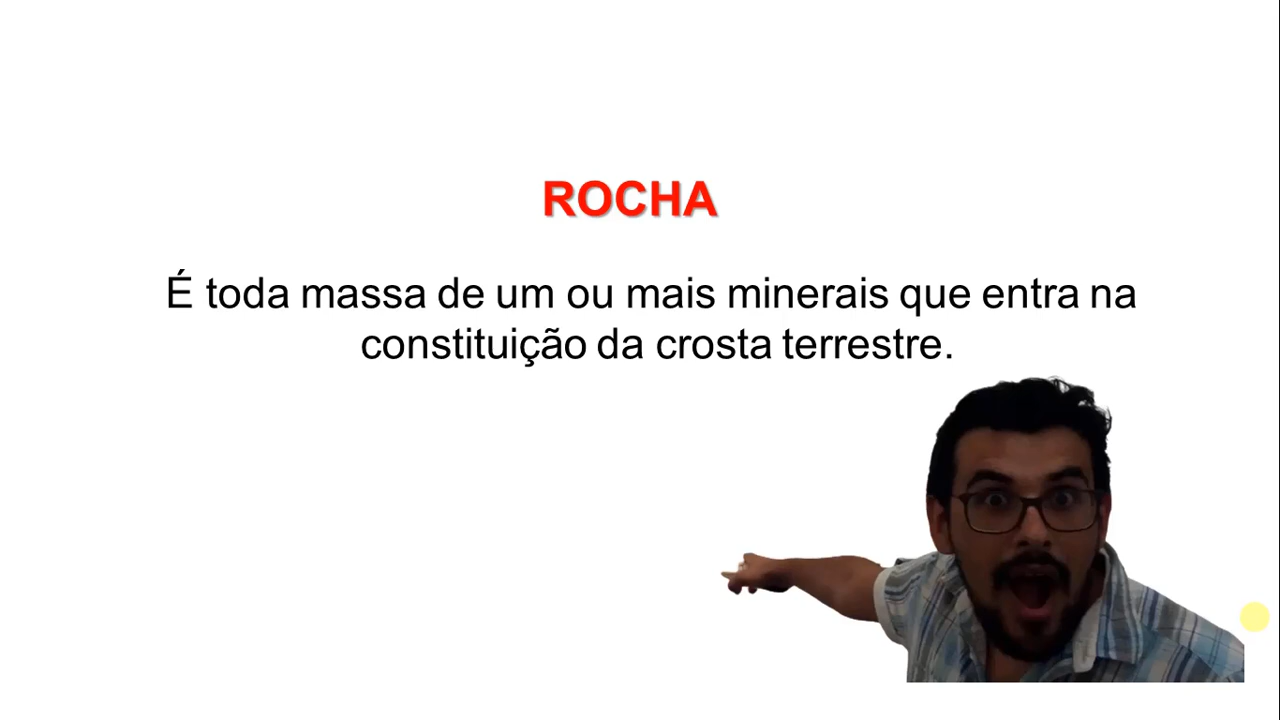 ROCHA
É toda massa de um ou mais minerais que entra na
constituição da crosta terrestre.